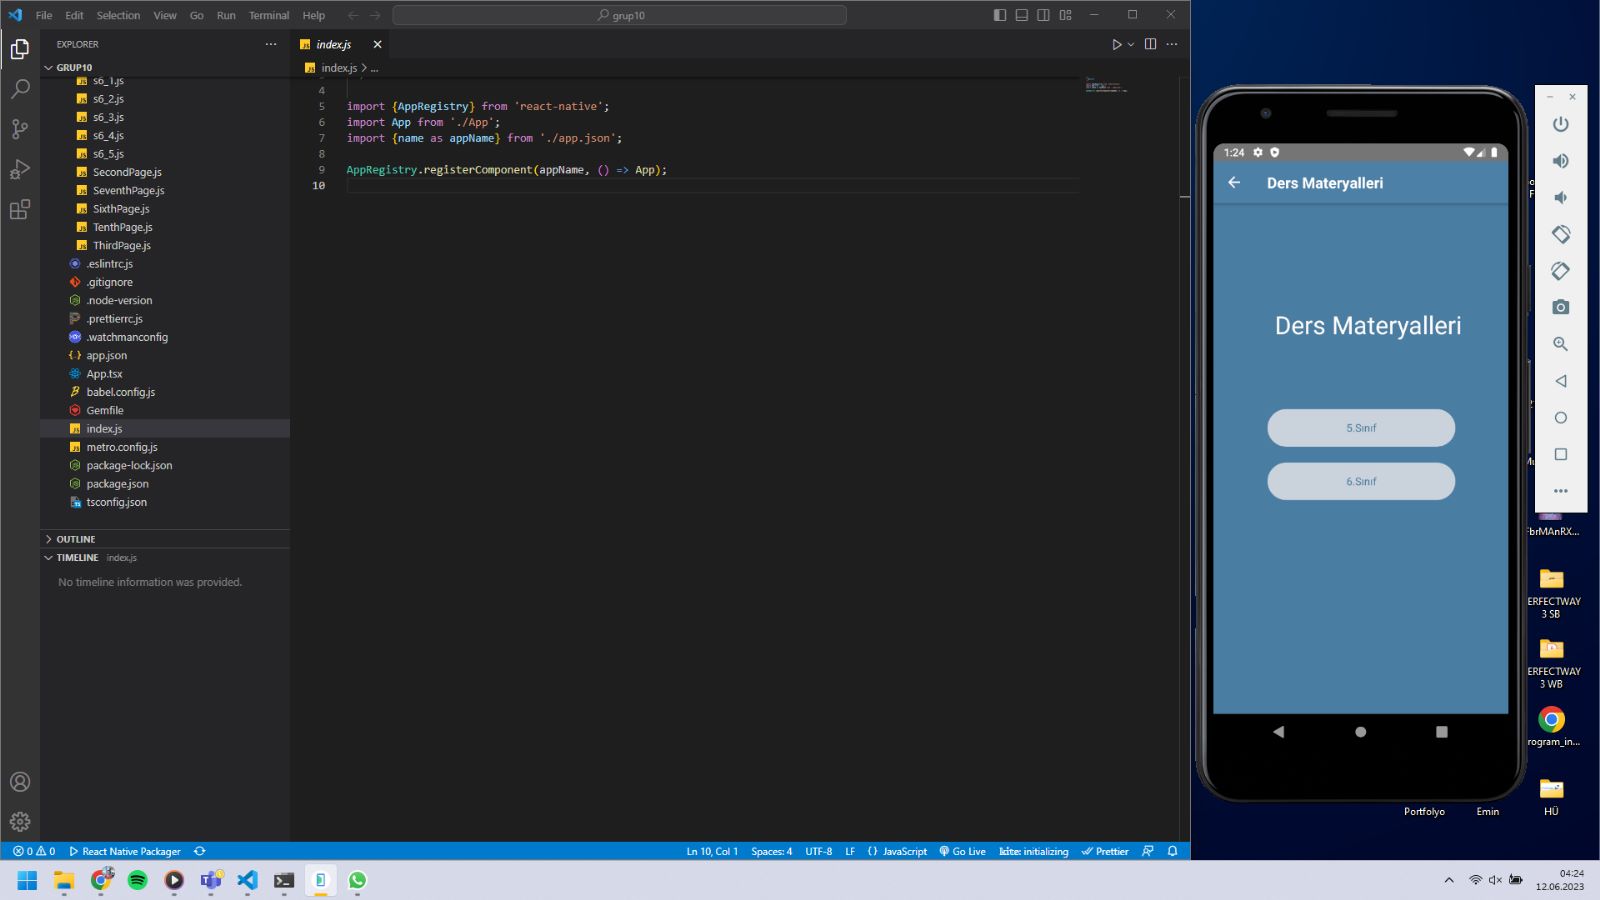 File Edit Selection View Go Run Terminal Help
grup10
EXPLORER
GRUP10
s6_1.js
s6_2.js
s6_3.js
s6_4.js
s6_5.js
SecondPage.js
SeventhPage.js
SixthPage.js
TenthPage.js
ThirdPage.js
.eslintrc.js
.gitignore
.node-version
.prettierrc.js
.watchmanconfig
app.json
App.tsx
babel.config.js
Gemfile
index.js
metro.config.js
package-lock.json
package.json
tsconfig.json
OUTLINE
TIMELINE index.js
No timeline information was provided.
index.js
index.js > ...
4
5 import {AppRegistry} from 'react-native';
6 import App from './App';
7 import {name as appName} from './app.json';
8
9 AppRegistry.registerComponent(appName, () => App);
10
0 0 React Native Packager
Ln 10, Col 1 Spaces: 4 UTF-8 LF {} JavaScript Go Live kite: initializing Prettier
1:24
Ders Materyalleri
Ders Materyalleri
5.Sınıf
6.Sınıf
ERFECTWAY
3 SB
ERFECTWAY
3 WB
rogram_in...
Portfolyo Emin HÜ
04:24
12.06.2023